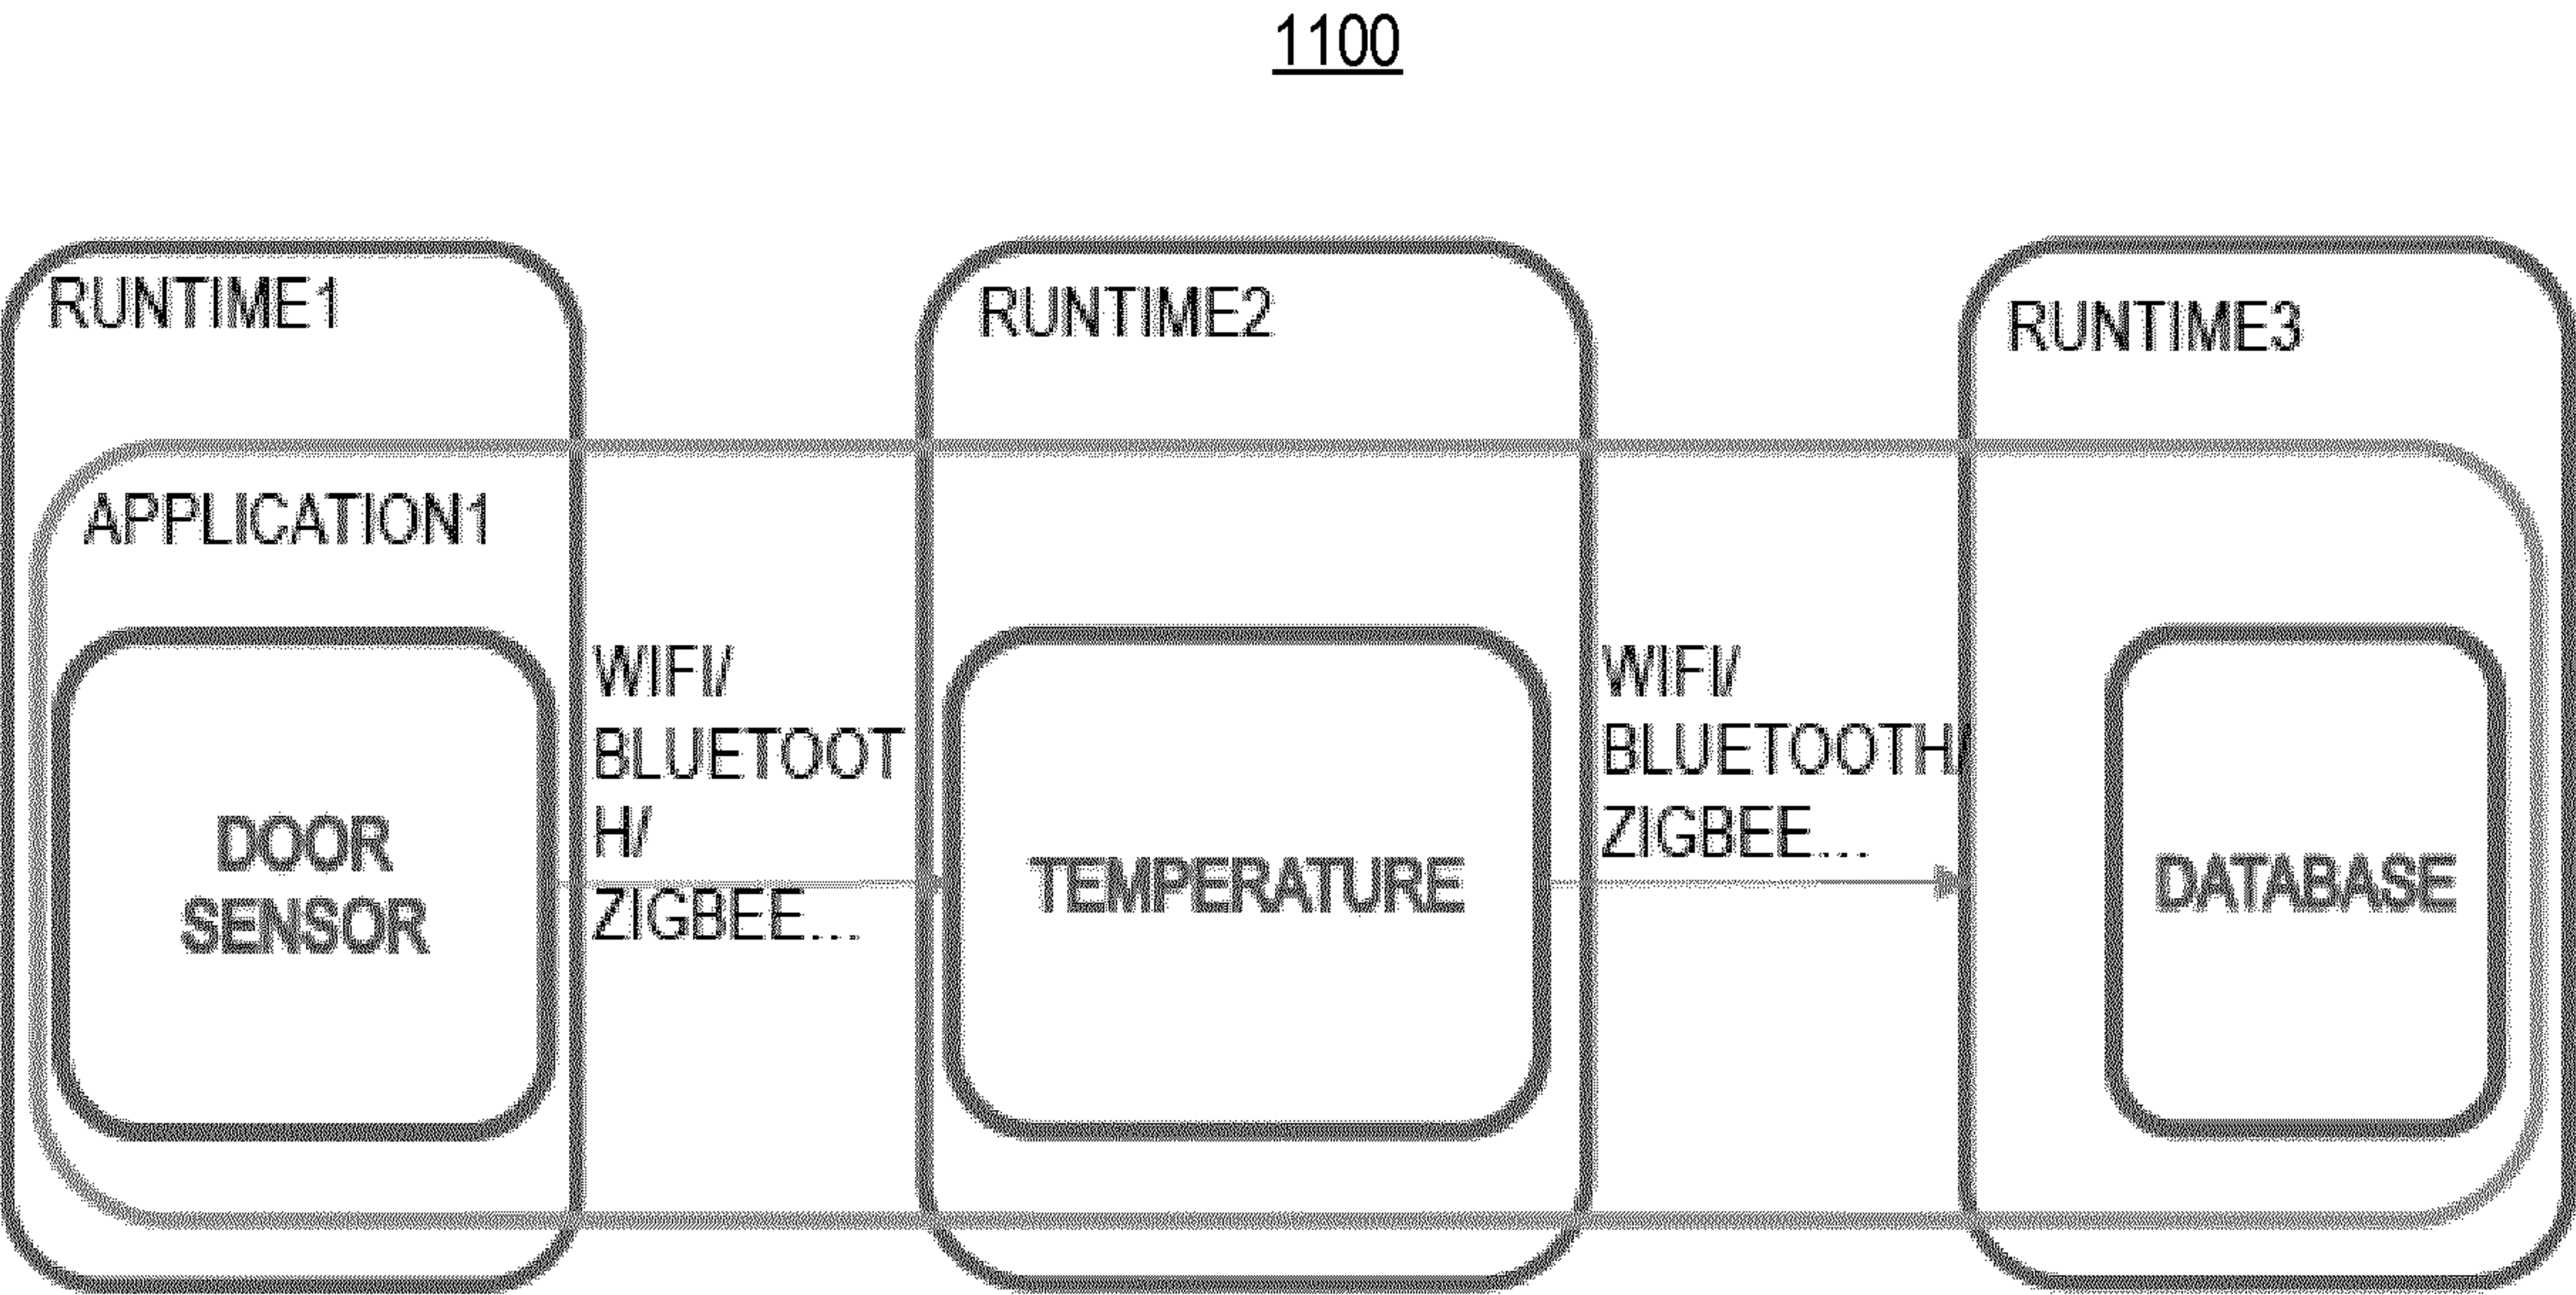 1100
RUNTIME1
RUNTIME2
RUNTIME3
APPLICATION1
DOOR
SENSOR
WIFI/
BLUETOOT
H/
ZIGBEE...
TEMPERATURE
WIFI/
BLUETOOTH/
ZIGBEE...
DATABASE